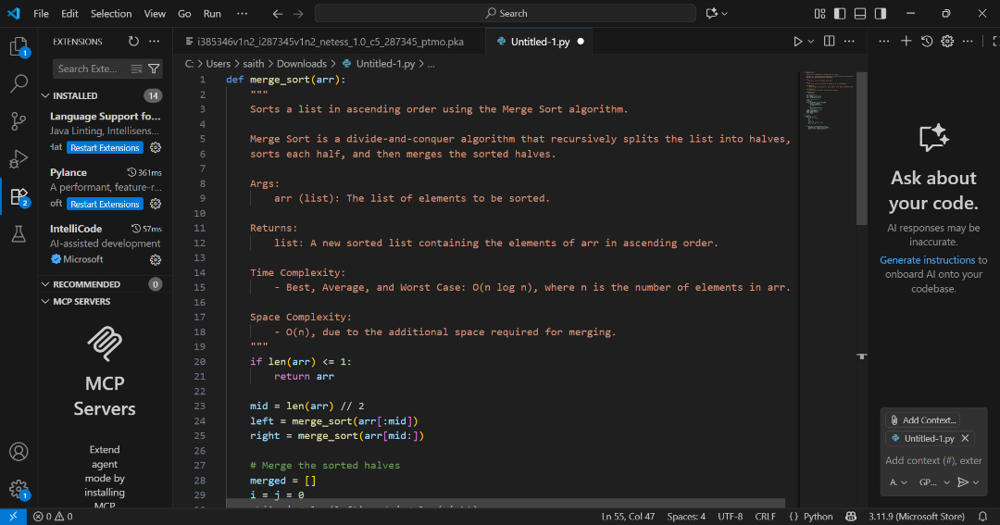 File Edit Selection View Go Run ··· Search
EXTENSIONS
Search Exte...
INSTALLED 14
Language Support fo...
Java Linting, Intellisens...
Restart Extensions
Pylance 361ms
A performant, feature-r...
oft Restart Extensions
IntelliCode 57ms
AI-assisted development
Microsoft
RECOMMENDED 0
MCP SERVERS
MCP
Servers
Extend
agent
mode by
installing
MCP
i385346v1n2_i287345v1n2_netess_1.0_c5_287345_ptmo.pka Untitled-1.py
C: > Users > saith > Downloads > Untitled-1.py > ...
1 def merge_sort(arr):
2 """
3 Sorts a list in ascending order using the Merge Sort algorithm.
4
5 Merge Sort is a divide-and-conquer algorithm that recursively splits the list into halves,
6 sorts each half, and then merges the sorted halves.
7
8 Args:
9 arr (list): The list of elements to be sorted.
10
11 Returns:
12 list: A new sorted list containing the elements of arr in ascending order.
13
14 Time Complexity:
15 - Best, Average, and Worst Case: O(n log n), where n is the number of elements in arr.
16
17 Space Complexity:
18 - O(n), due to the additional space required for merging.
19 """
20 if len(arr) <= 1:
21 return arr
22
23 mid = len(arr) // 2
24 left = merge_sort(arr[:mid])
25 right = merge_sort(arr[mid:])
26
27 # Merge the sorted halves
28 merged = []
29 i = j = 0
Ask about
your code.
AI responses may be
inaccurate.
Generate instructions to
onboard AI onto your
codebase.
Add Context...
Untitled-1.py
Add context (#), exter
A. GP...
0 0 Ln 55, Col 47 Spaces: 4 UTF-8 CRLF {} Python 3.11.9 (Microsoft Store)